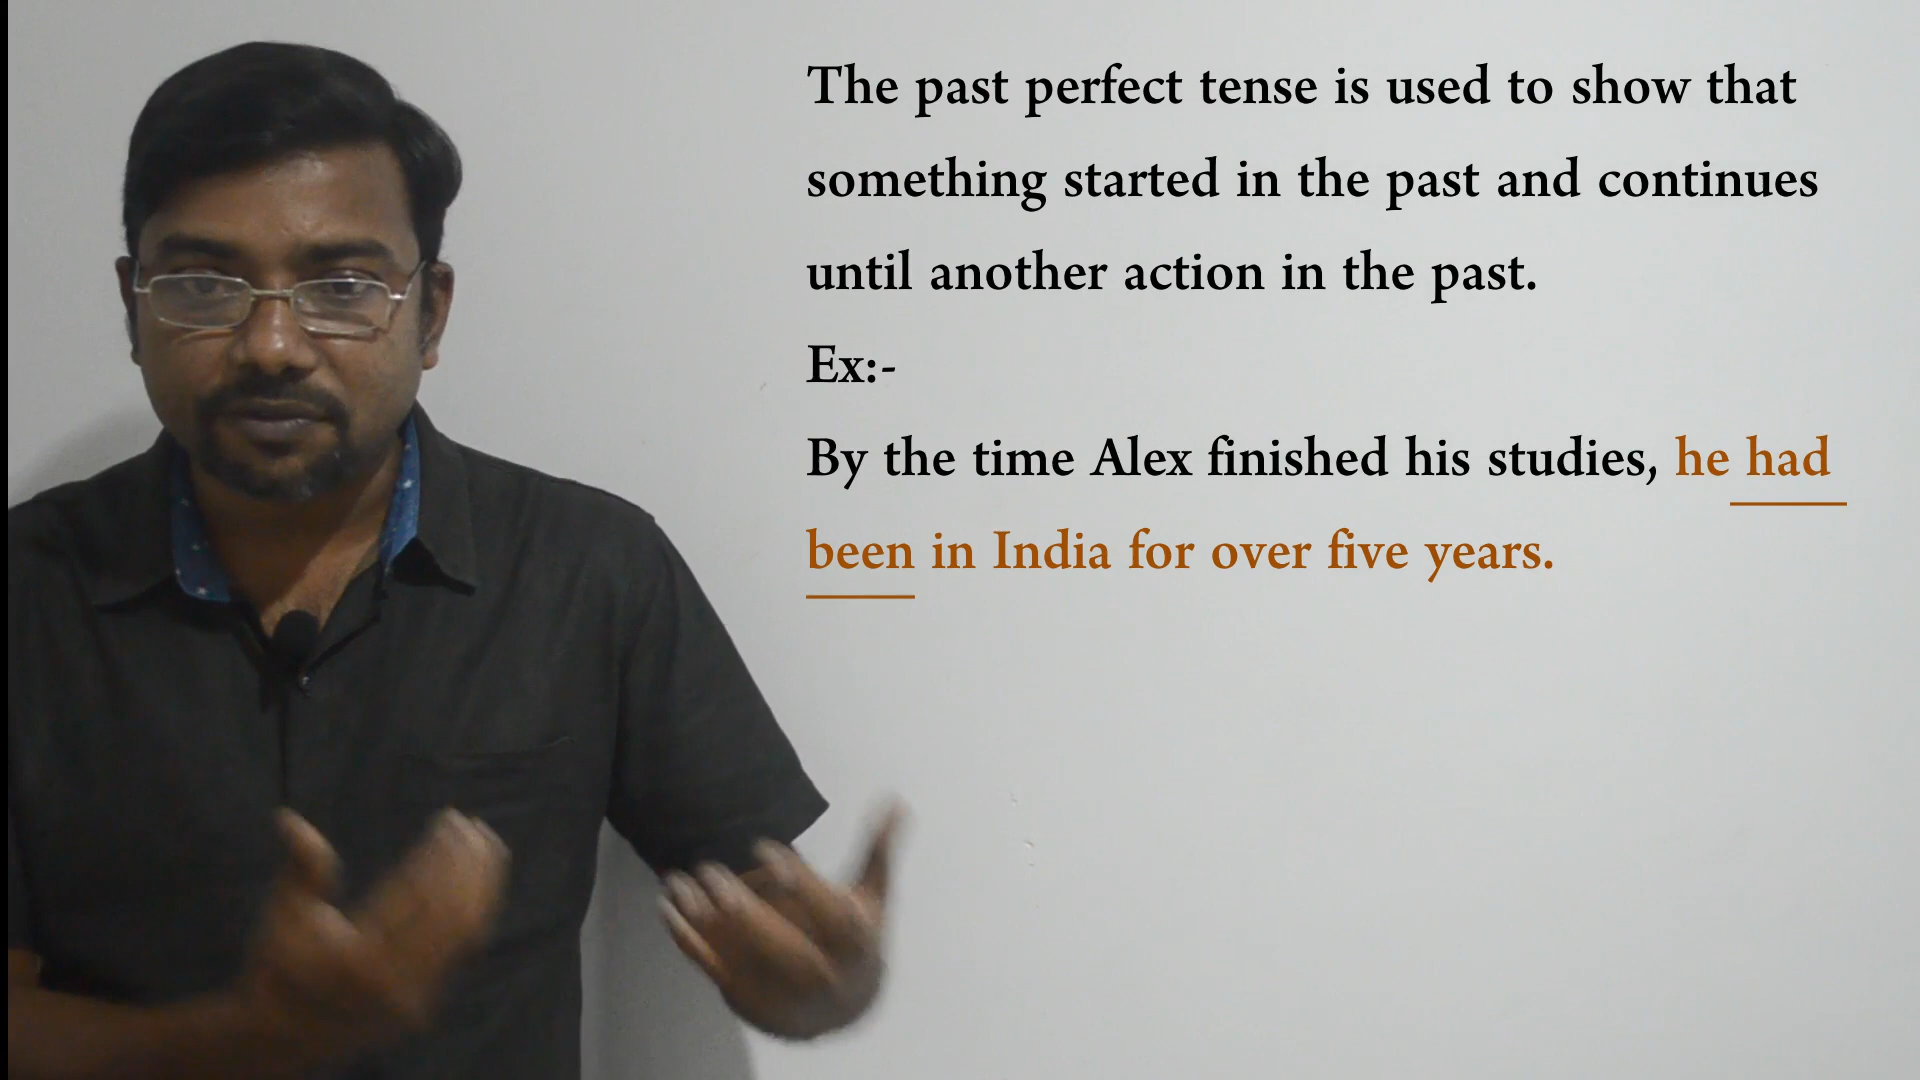 The past perfect tense is used to show that
something started in the past and continues
until another action in the past.
Ex:-
By the time Alex finished his studies, he had
been in India for over five years.